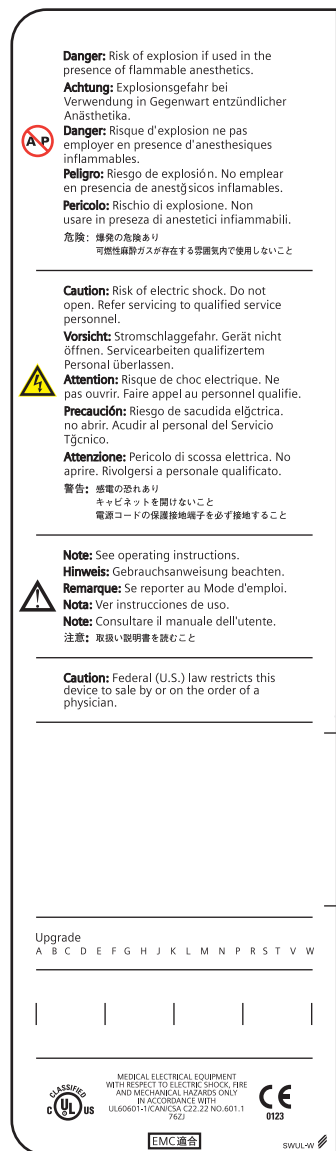 Danger: Risk of explosion if used in the
presence of flammable anesthetics.
Achtung: Explosionsgefahr bei
Verwendung in Gegenwart entzündlicher
Anästhetika.
AP
Danger: Risque d'explosion ne pas
employer en presence d'anesthesiques
inflammables.
Peligro: Riesgo de explosión. No emplear
en presencia de anestğsicos inflamables.
Pericolo: Rischio di explosione. Non
usare in preseza di anestetici infiammabili.
危険: 爆発の危険あり
可燃性麻酔ガスが存在する雰囲気内で使用しないこと
Caution: Risk of electric shock. Do not
open. Refer servicing to qualified service
personnel.
Vorsicht: Stromschlaggefahr. Gerät nicht
öffnen. Servicearbeiten qualifizertem
Personal überlassen.
Attention: Risque de choc electrique. Ne
pas ouvrir. Faire appel au personnel qualifie.
Precaución: Riesgo de sacudida elğctrica.
no abrir. Acudir al personal del Servicio
Tğcnico.
Attenzione: Pericolo di scossa elettrica. No
aprire. Rivolgersi a personale qualificato.
警告: 感電の恐れあり
キャビネットを開けないこと
電源コードの保護接地端子を必ず接地すること
Note: See operating instructions.
Hinweis: Gebrauchsanweisung beachten.
Remarque: Se reporter au Mode d'emploi.
Nota: Ver instrucciones de uso.
Note: Consultare il manuale dell'utente.
注意: 取扱い説明書を読むこと
Caution: Federal (U.S.) law restricts this
device to sale by or on the order of a
physician.
Upgrade
A B C D E F G H J K L M N P R S T V W
CLASSIFIED
C UL US
MEDICAL ELECTRICAL EQUIPMENT
WITH RESPECT TO ELECTRIC SHOCK, FIRE
AND MECHANICAL HAZARDS ONLY
IN ACCORDANCE WITH
UL60601-1/CAN/CSA C22.22 NO.601.1
76ZJ
CE
0123
EMC適合
SWUL-W